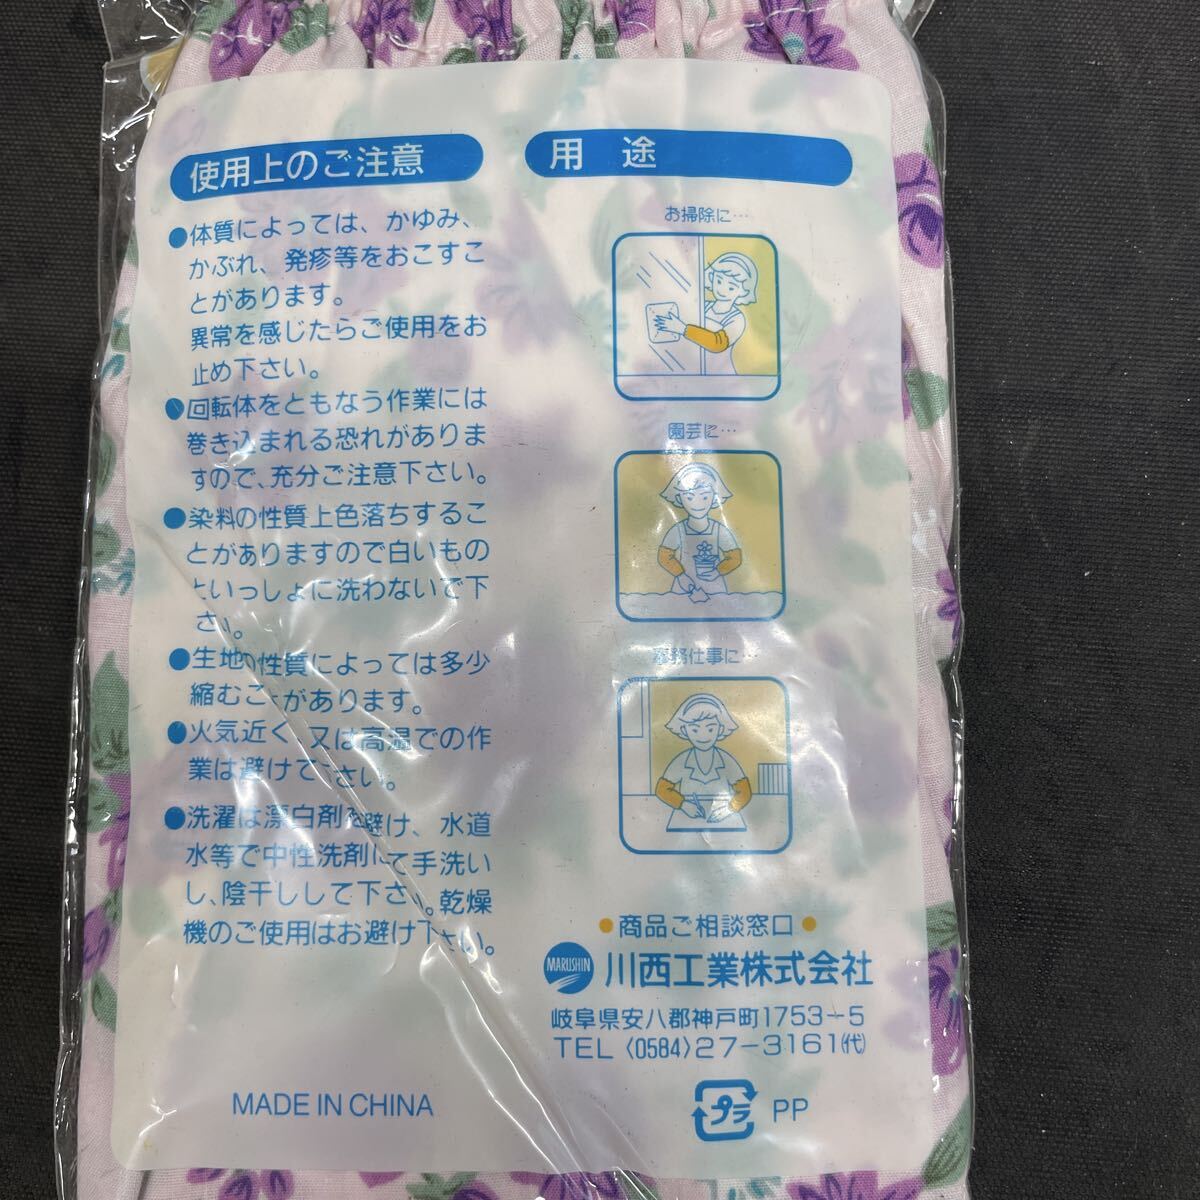 使用上のご注意
●体質によっては、かゆみ、
かぶれ、発疹等をおこすこ
とがあります。
異常を感じたらご使用をお
止め下さい。
●回転体をともなう作業には
巻き込まれる恐れがありま
すので、充分ご注意下さい。
●染料の性質上色落ちするこ
とがありますので白いもの
といっしょに洗わないで下
さい。
●生地の性質によっては多少
縮むことがあります。
●火気近く又は高温での作
業は避けて下さい。
●洗濯は漂白剤を避け、水道
水等で中性洗剤にて手洗い
し、陰干しして下さい。乾燥
機のご使用はお避け下さい。
MADE IN CHINA
用途
お掃除に…
園芸に…
事務仕事に…
●商品ご相談窓口●
MARUSHIN 川西工業株式会社
岐阜県安八郡神戸町1753-5
TEL〈0584〉27-3161(代)
プラ PP